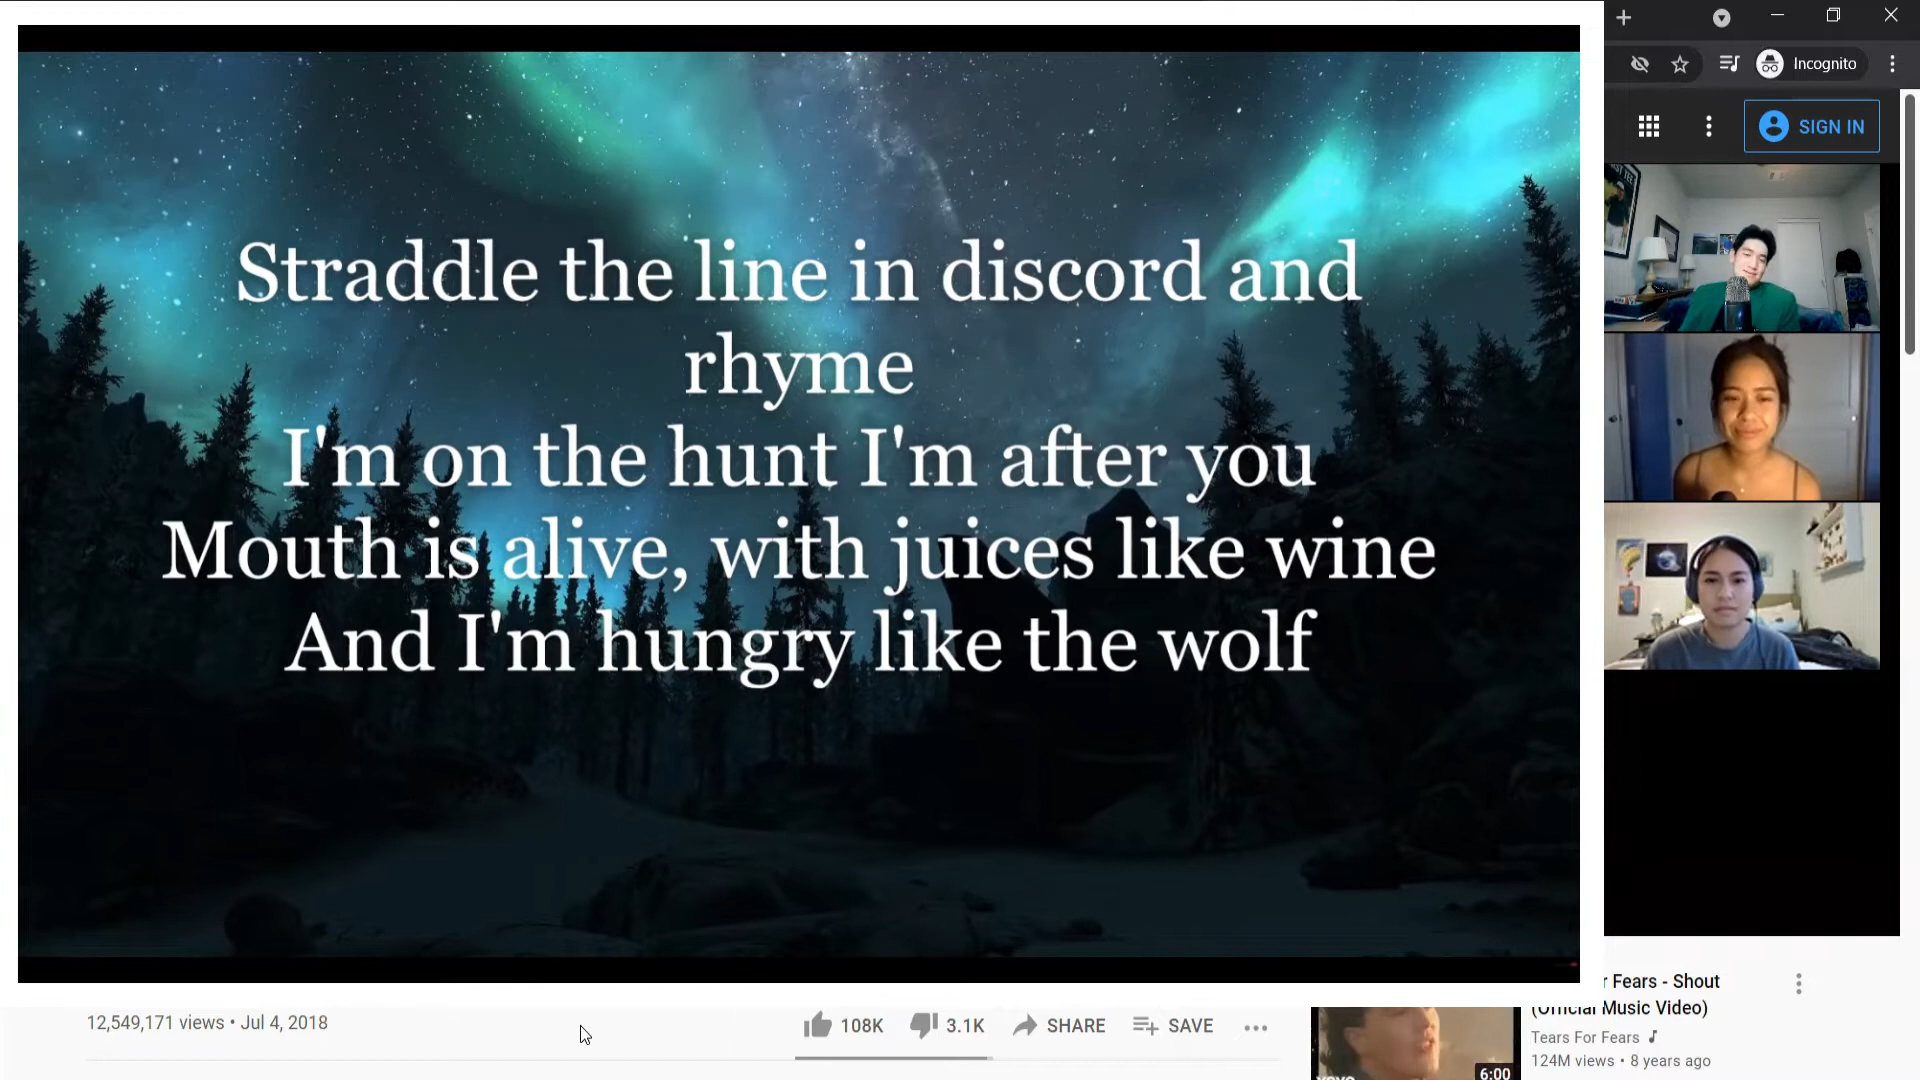 Incognito
SIGN IN
Straddle the line in discord and
rhyme
I'm on the hunt I'm after you
Mouth is alive, with juices like wine
And I'm hungry like the wolf
12,549,171 views • Jul 4, 2018
108K
3.1K
SHARE
SAVE
6:00
r Fears - Shout
(Official Music Video)
Tears For Fears
124M views • 8 years ago